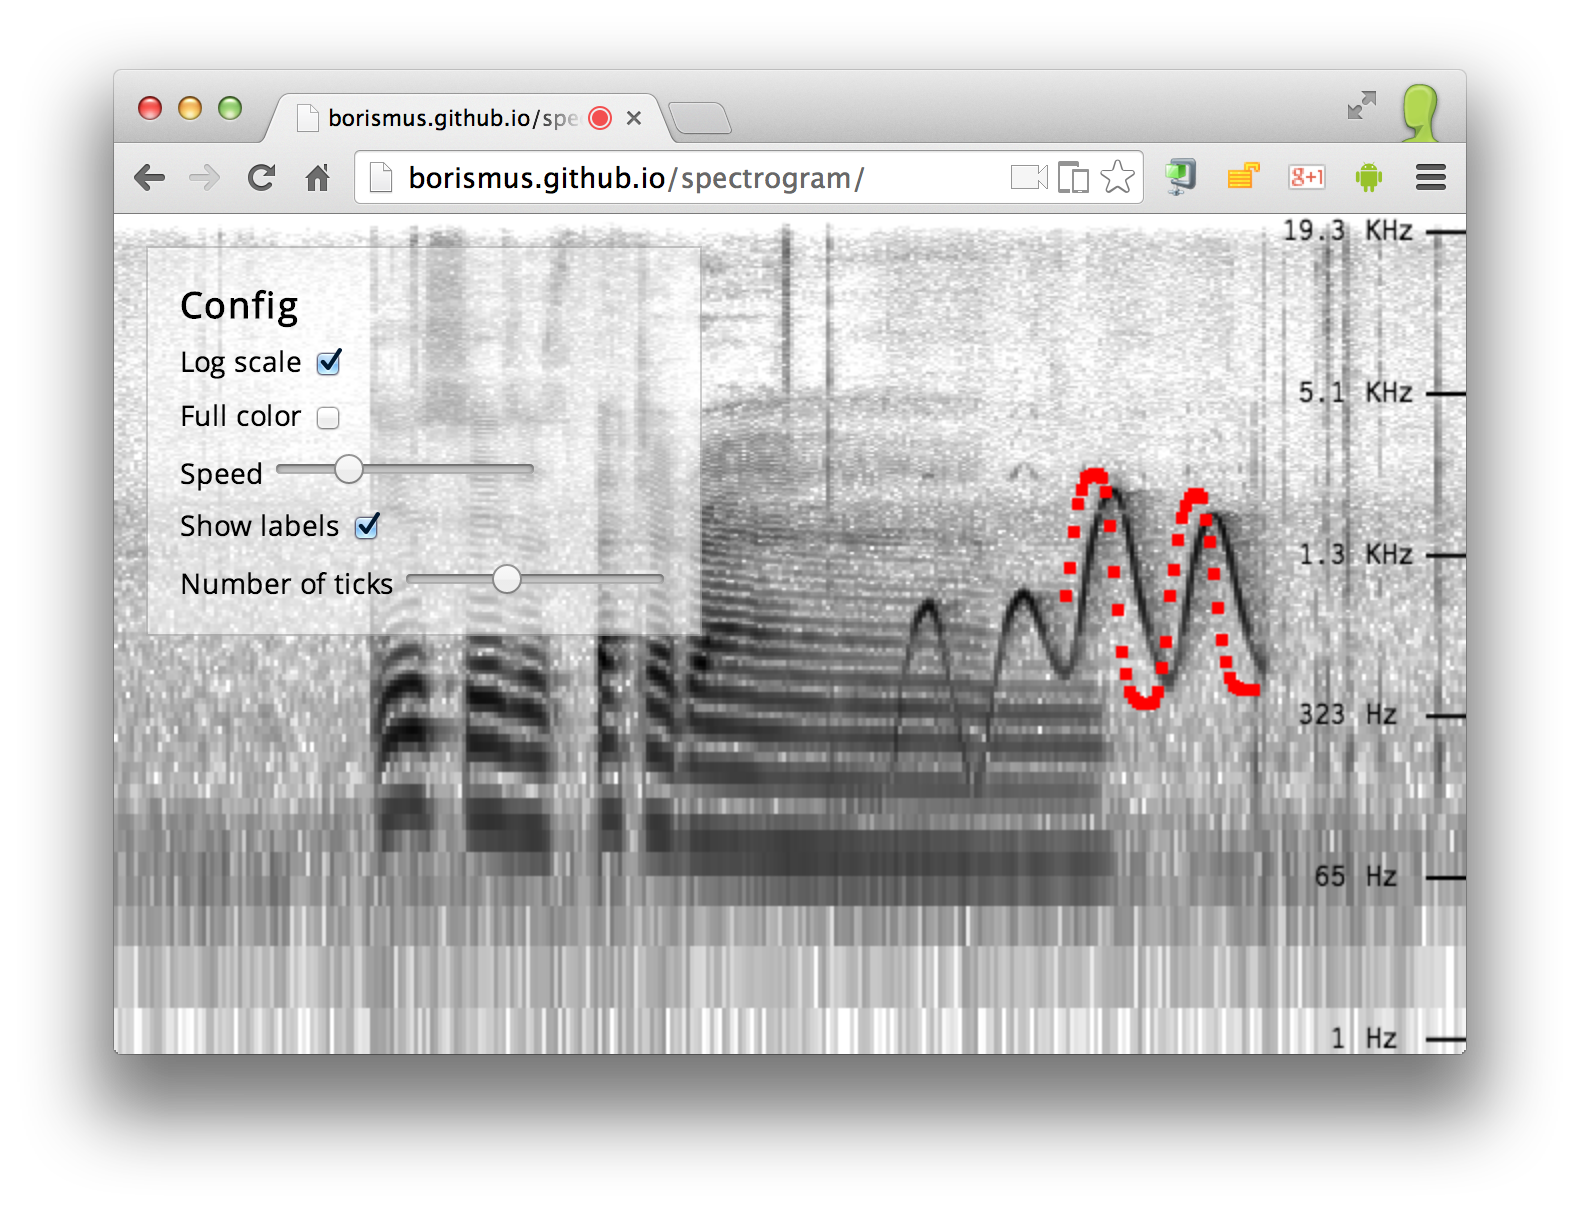 borismus.github.io/spe
borismus.github.io/spectrogram/
g+1
19.3 KHz
Config
Log scale
5.1 KHz
Full color
Speed
Show labels
1.3 KHz
Number of ticks
323 Hz
65 Hz
1 Hz